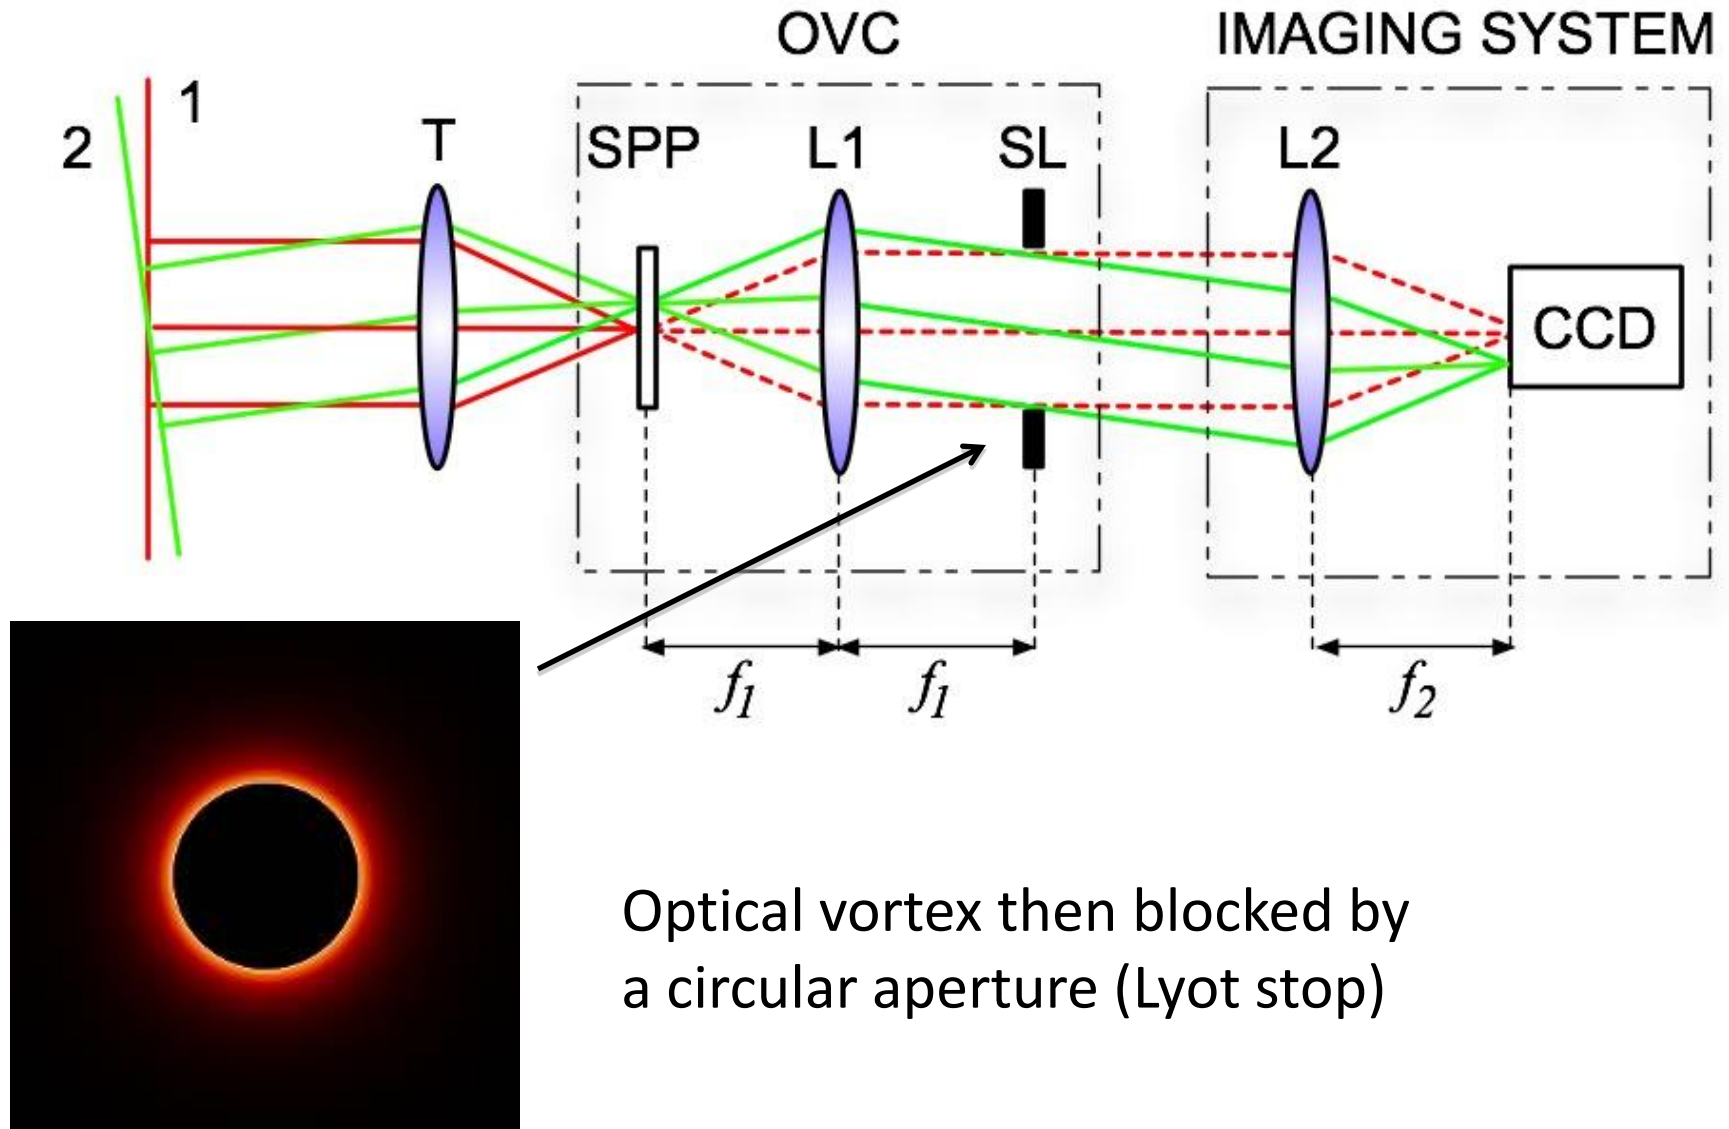 OVC
IMAGING SYSTEM
1
2
T
SPP
L1
SL
L2
CCD
f1
f1
f2
Optical vortex then blocked by
a circular aperture (Lyot stop)